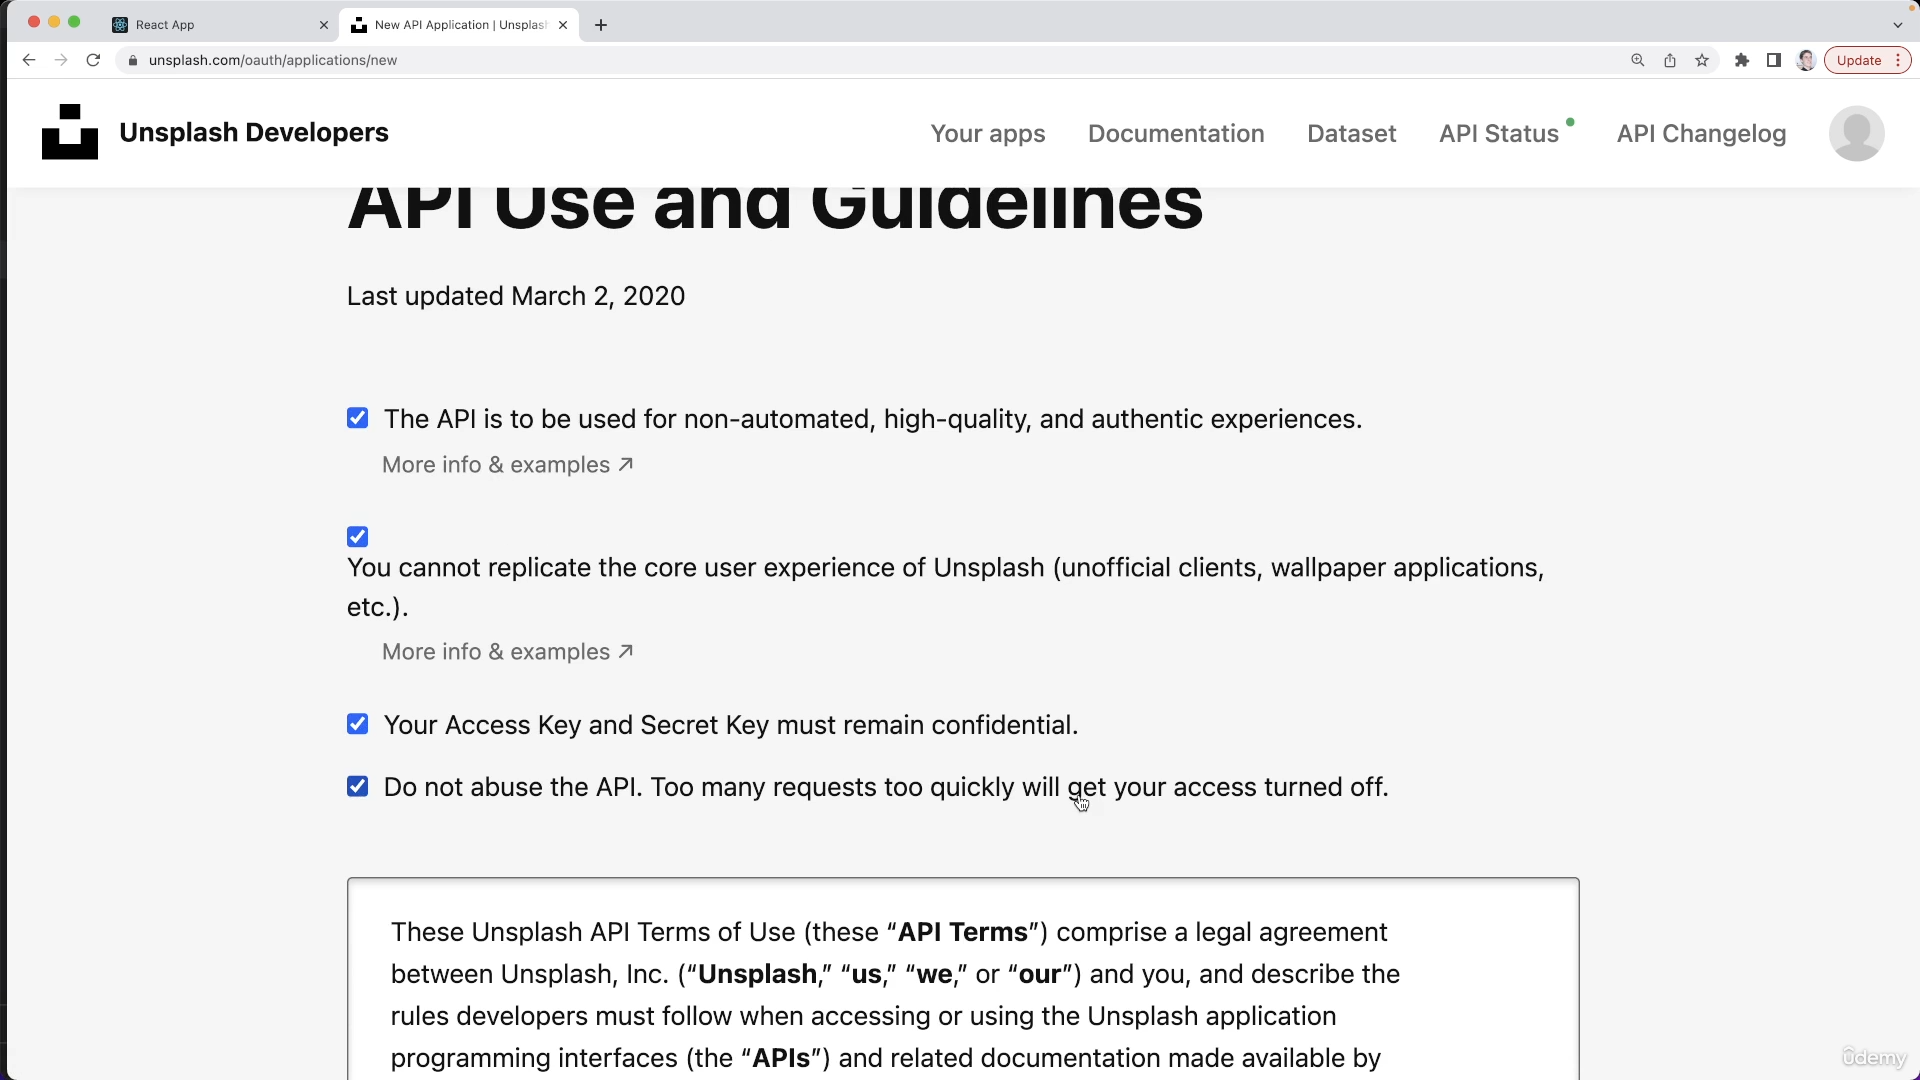 React App
New API Application | Unsplash
unsplash.com/oauth/applications/new
Update
Unsplash Developers
Your apps
Documentation
Dataset
API Status
API Changelog
API Use and Guidelines
Last updated March 2, 2020
The API is to be used for non-automated, high-quality, and authentic experiences.
More info & examples ↗
You cannot replicate the core user experience of Unsplash (unofficial clients, wallpaper applications,
etc.).
More info & examples ↗
Your Access Key and Secret Key must remain confidential.
Do not abuse the API. Too many requests too quickly will get your access turned off.
These Unsplash API Terms of Use (these “API Terms”) comprise a legal agreement
between Unsplash, Inc. (“Unsplash,” “us,” “we,” or “our”) and you, and describe the
rules developers must follow when accessing or using the Unsplash application
programming interfaces (the “APIs”) and related documentation made available by
ûdemy